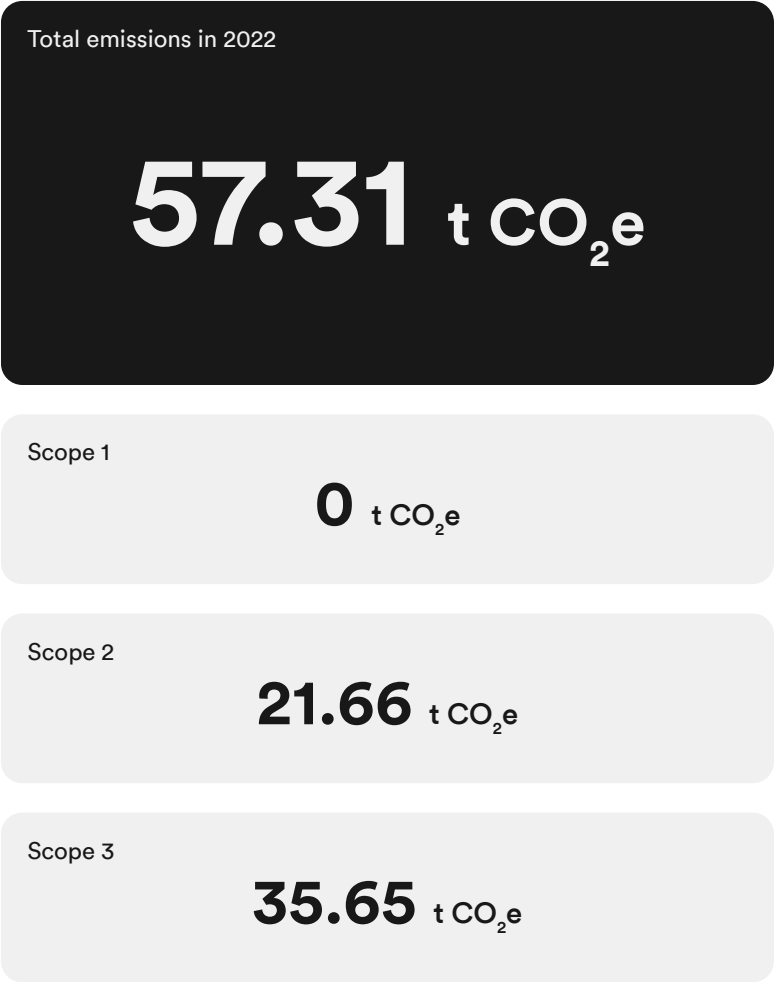 Total emissions in 2022
57.31 t CO₂e
Scope 1
0 t CO₂e
Scope 2
21.66 t CO₂e
Scope 3
35.65 t CO₂e